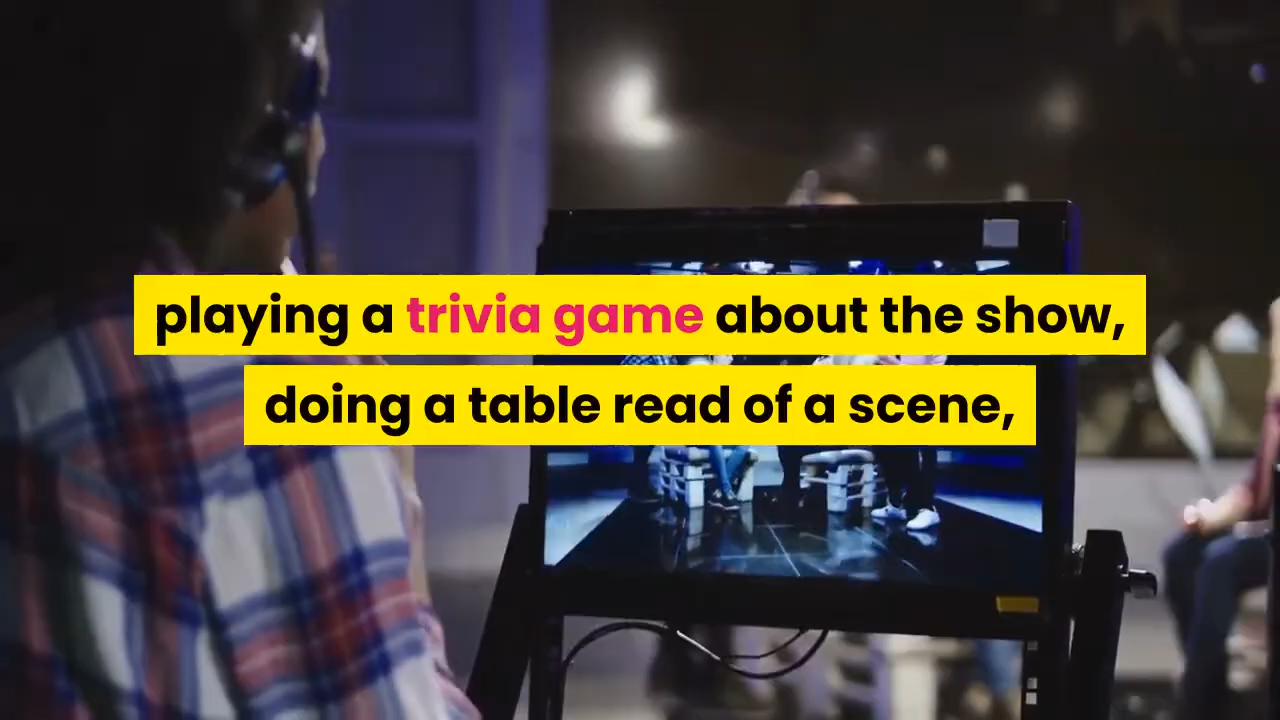 playing a trivia game about the show,
doing a table read of a scene,